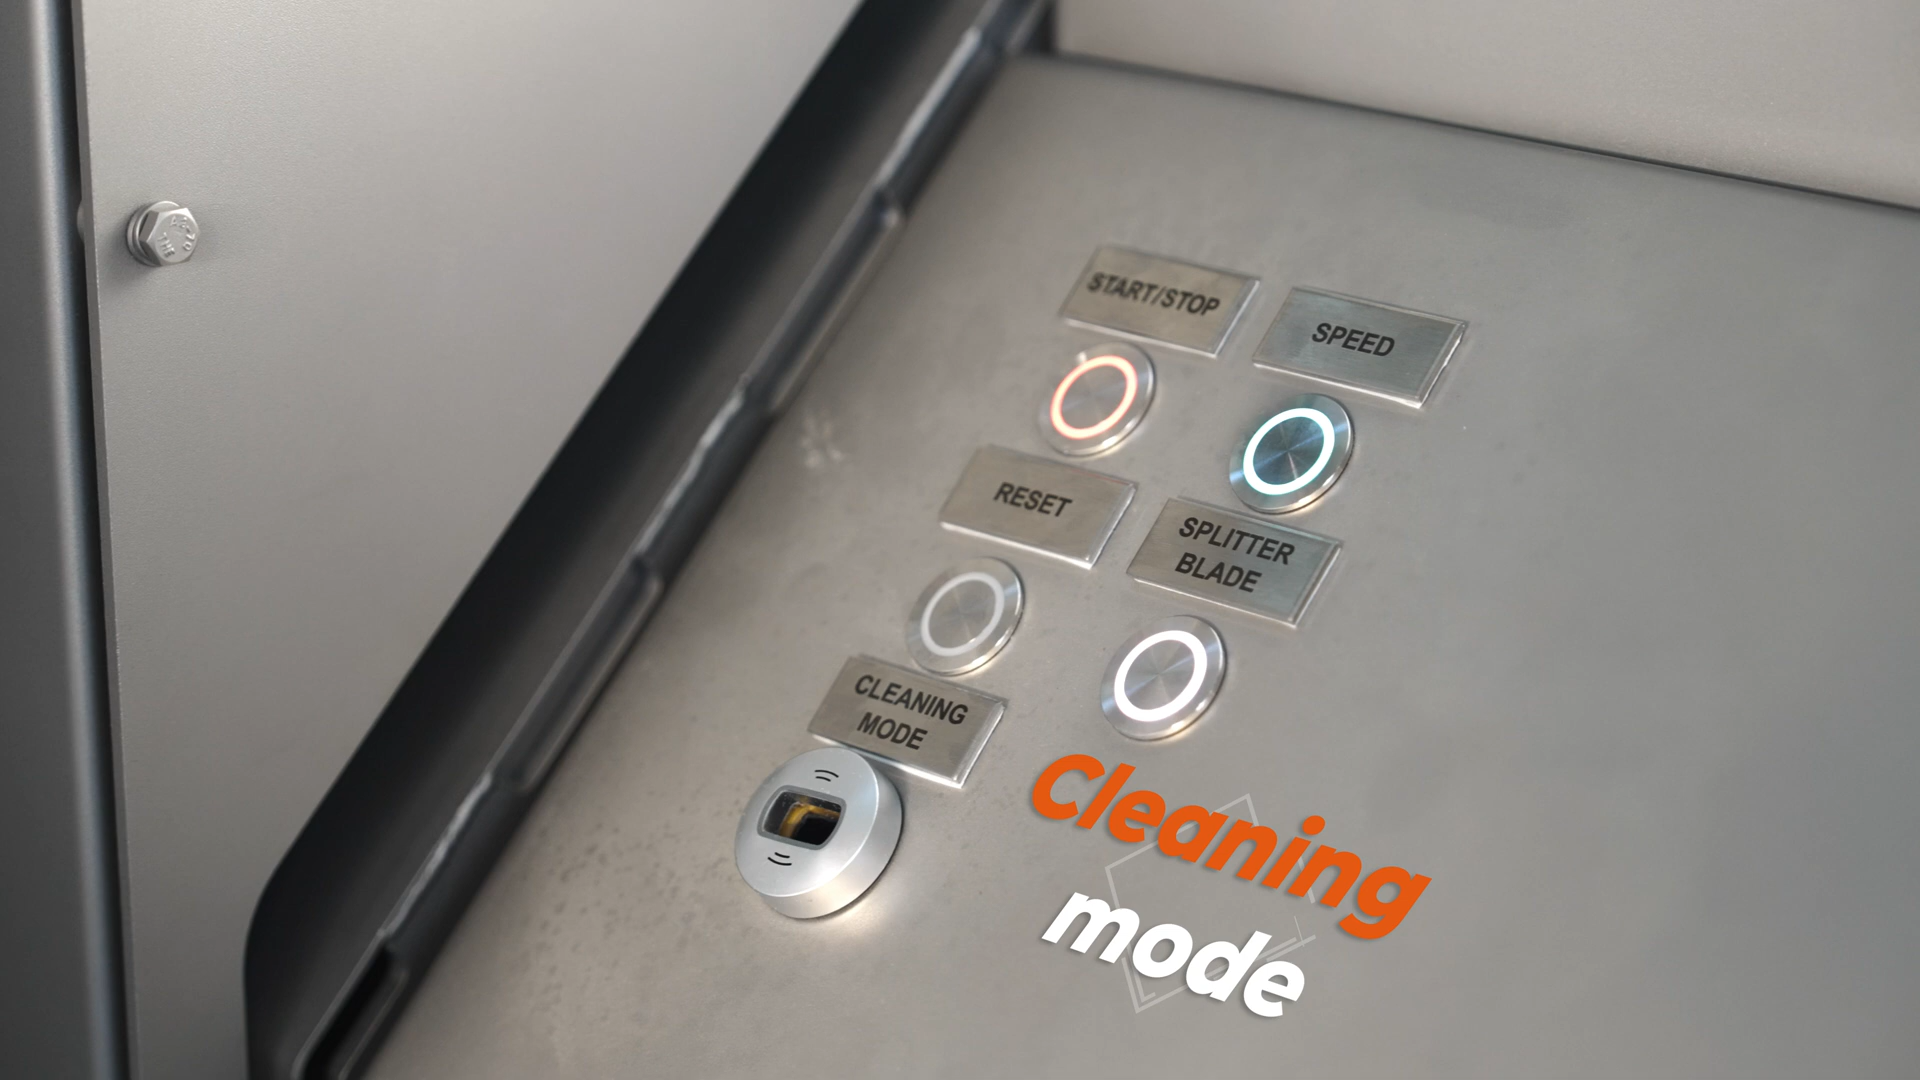 START/STOP
SPEED
RESET
SPLITTER
BLADE
CLEANING
MODE
Cleaning
mode